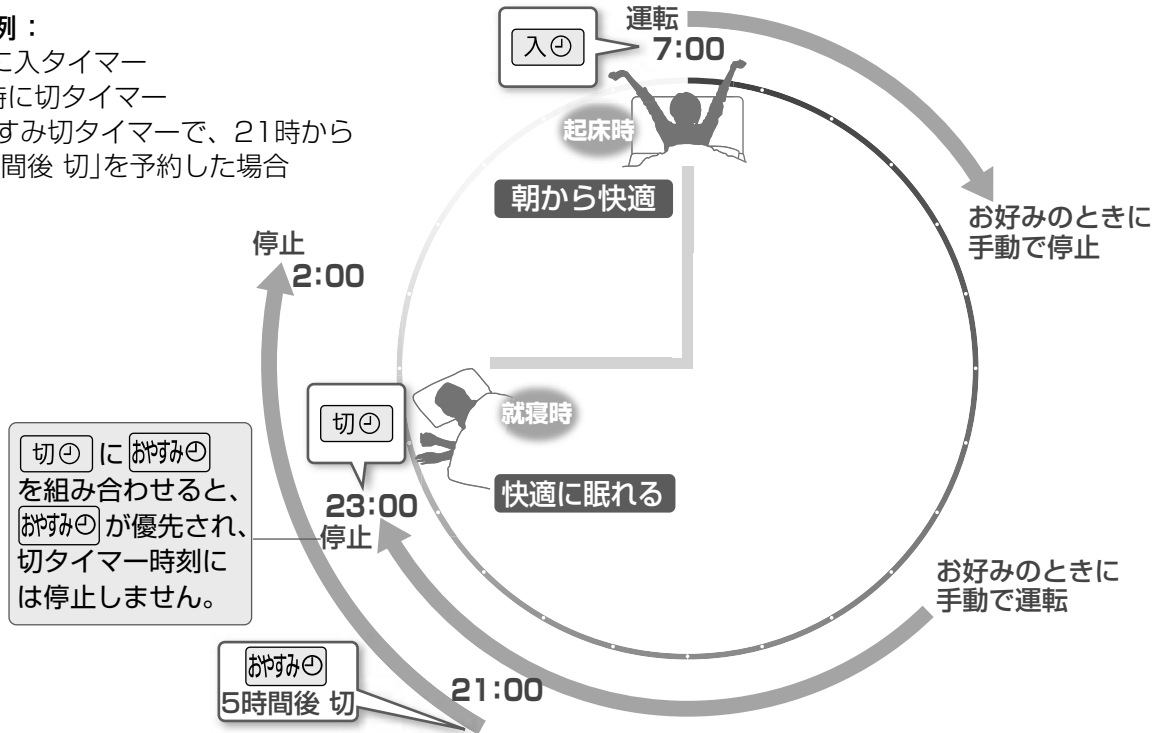 例：
に入タイマー
時に切タイマー
すみ切タイマーで、21時から
間後 切」を予約した場合
入
運転
7:00
起床時
朝から快適
お好みのときに
手動で停止
停止
2:00
切
就寝時
快適に眠れる
23:00
停止
切 に おやすみ
を組み合わせると、
おやすみ が優先され、
切タイマー時刻に
は停止しません。
お好みのときに
手動で運転
おやすみ
5時間後 切
21:00